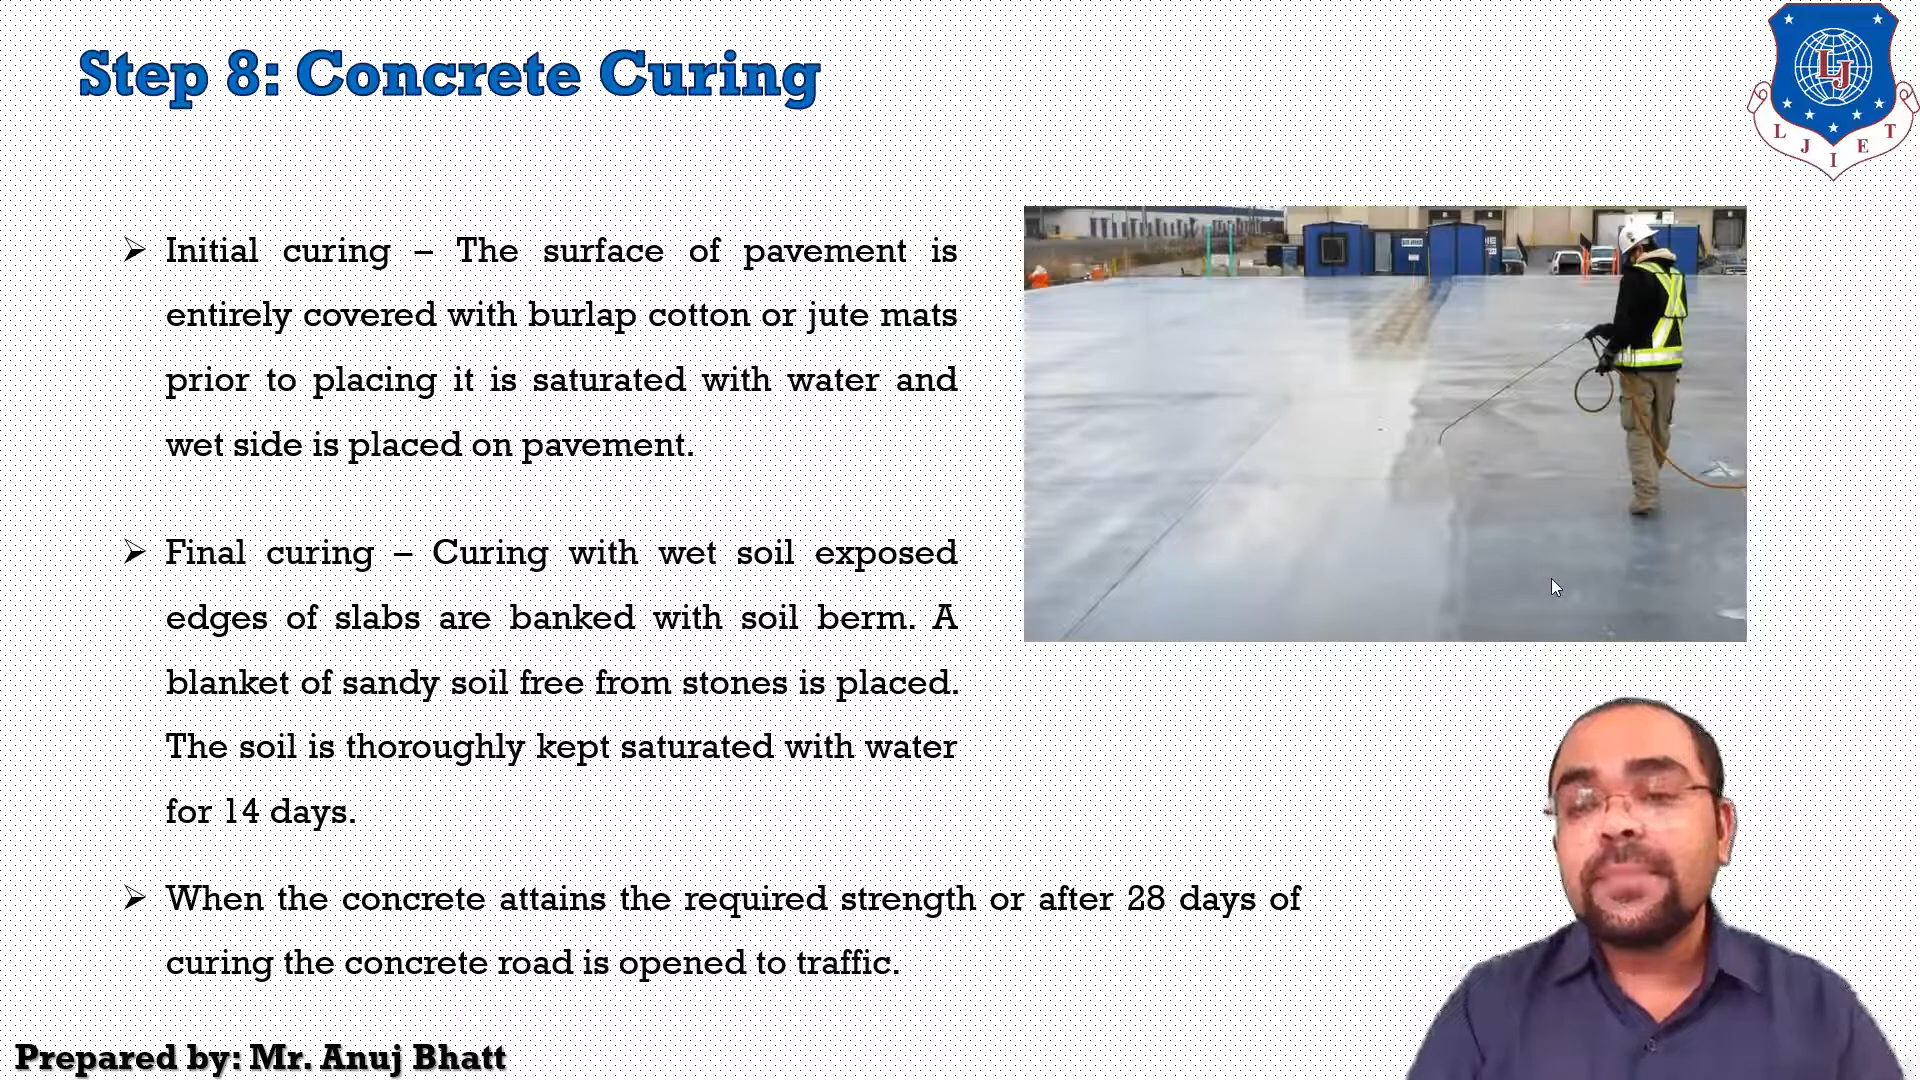 Step 8: Concrete Curing
LJ
L J I E T
➢ Initial curing – The surface of pavement is
entirely covered with burlap cotton or jute mats
prior to placing it is saturated with water and
wet side is placed on pavement.
➢ Final curing – Curing with wet soil exposed
edges of slabs are banked with soil berm. A
blanket of sandy soil free from stones is placed.
The soil is thoroughly kept saturated with water
for 14 days.
➢ When the concrete attains the required strength or after 28 days of
curing the concrete road is opened to traffic.
Prepared by: Mr. Anuj Bhatt